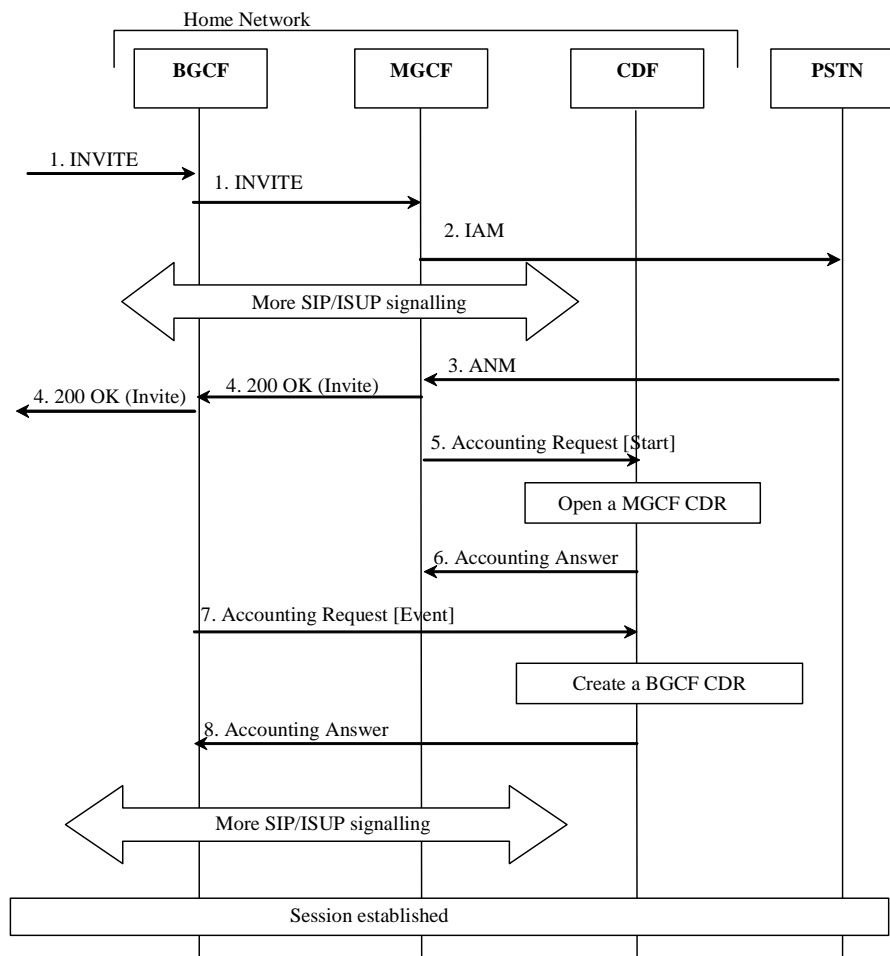 Home Network
BGCF
MGCF
CDF
PSTN
1. INVITE
1. INVITE
2. IAM
More SIP/ISUP signalling
3. ANM
4. 200 OK (Invite)
4. 200 OK (Invite)
5. Accounting Request [Start]
Open a MGCF CDR
6. Accounting Answer
7. Accounting Request [Event]
Create a BGCF CDR
8. Accounting Answer
More SIP/ISUP signalling
Session established